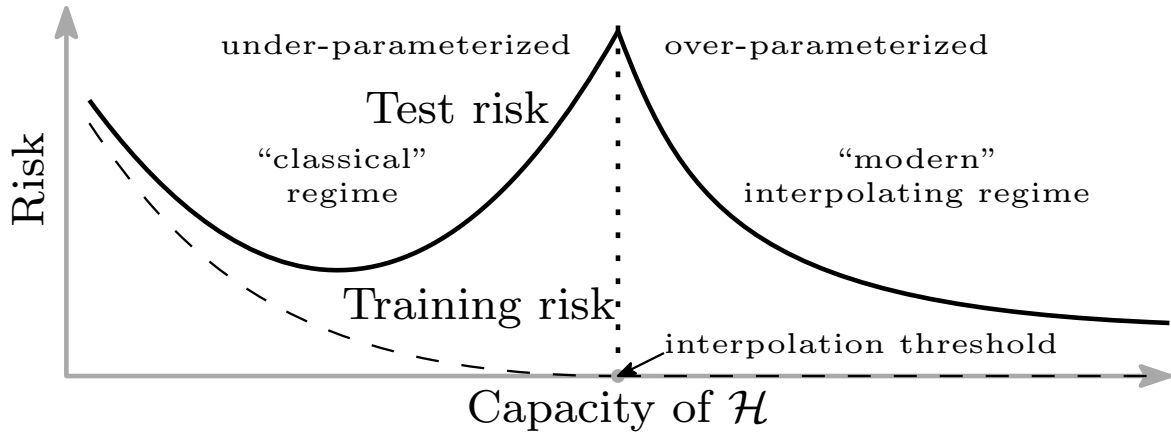 under-parameterized
over-parameterized
Test risk
“classical”
regime
“modern”
interpolating regime
Risk
Training risk
interpolation threshold
Capacity of ℋ